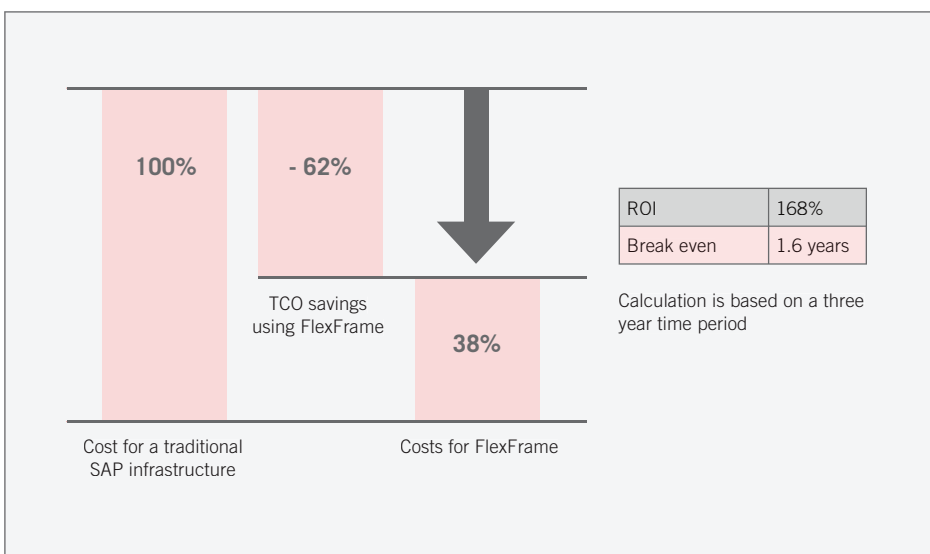 100%
- 62%
TCO savings
using FlexFrame
38%
Cost for a traditional
SAP infrastructure
Costs for FlexFrame
ROI 168%
Break even 1.6 years
Calculation is based on a three
year time period